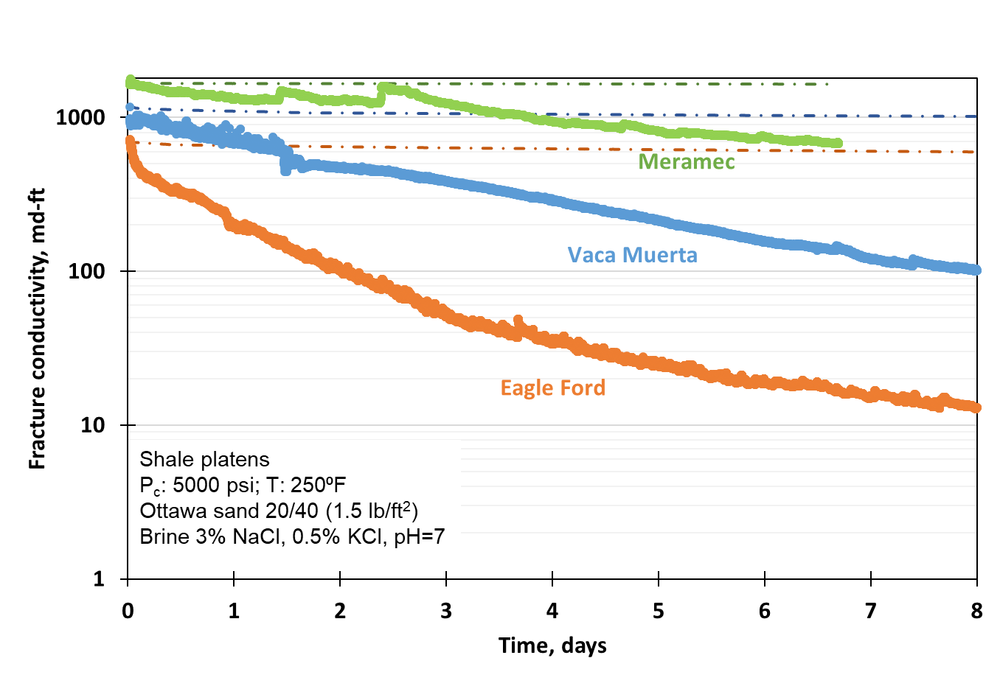 1000
100
10
1
Fracture conductivity, md-ft
Meramec
Vaca Muerta
Eagle Ford
Shale platens
Pc: 5000 psi; T: 250ºF
Ottawa sand 20/40 (1.5 lb/ft²)
Brine 3% NaCl, 0.5% KCl, pH=7
0 1 2 3 4 5 6 7 8
Time, days